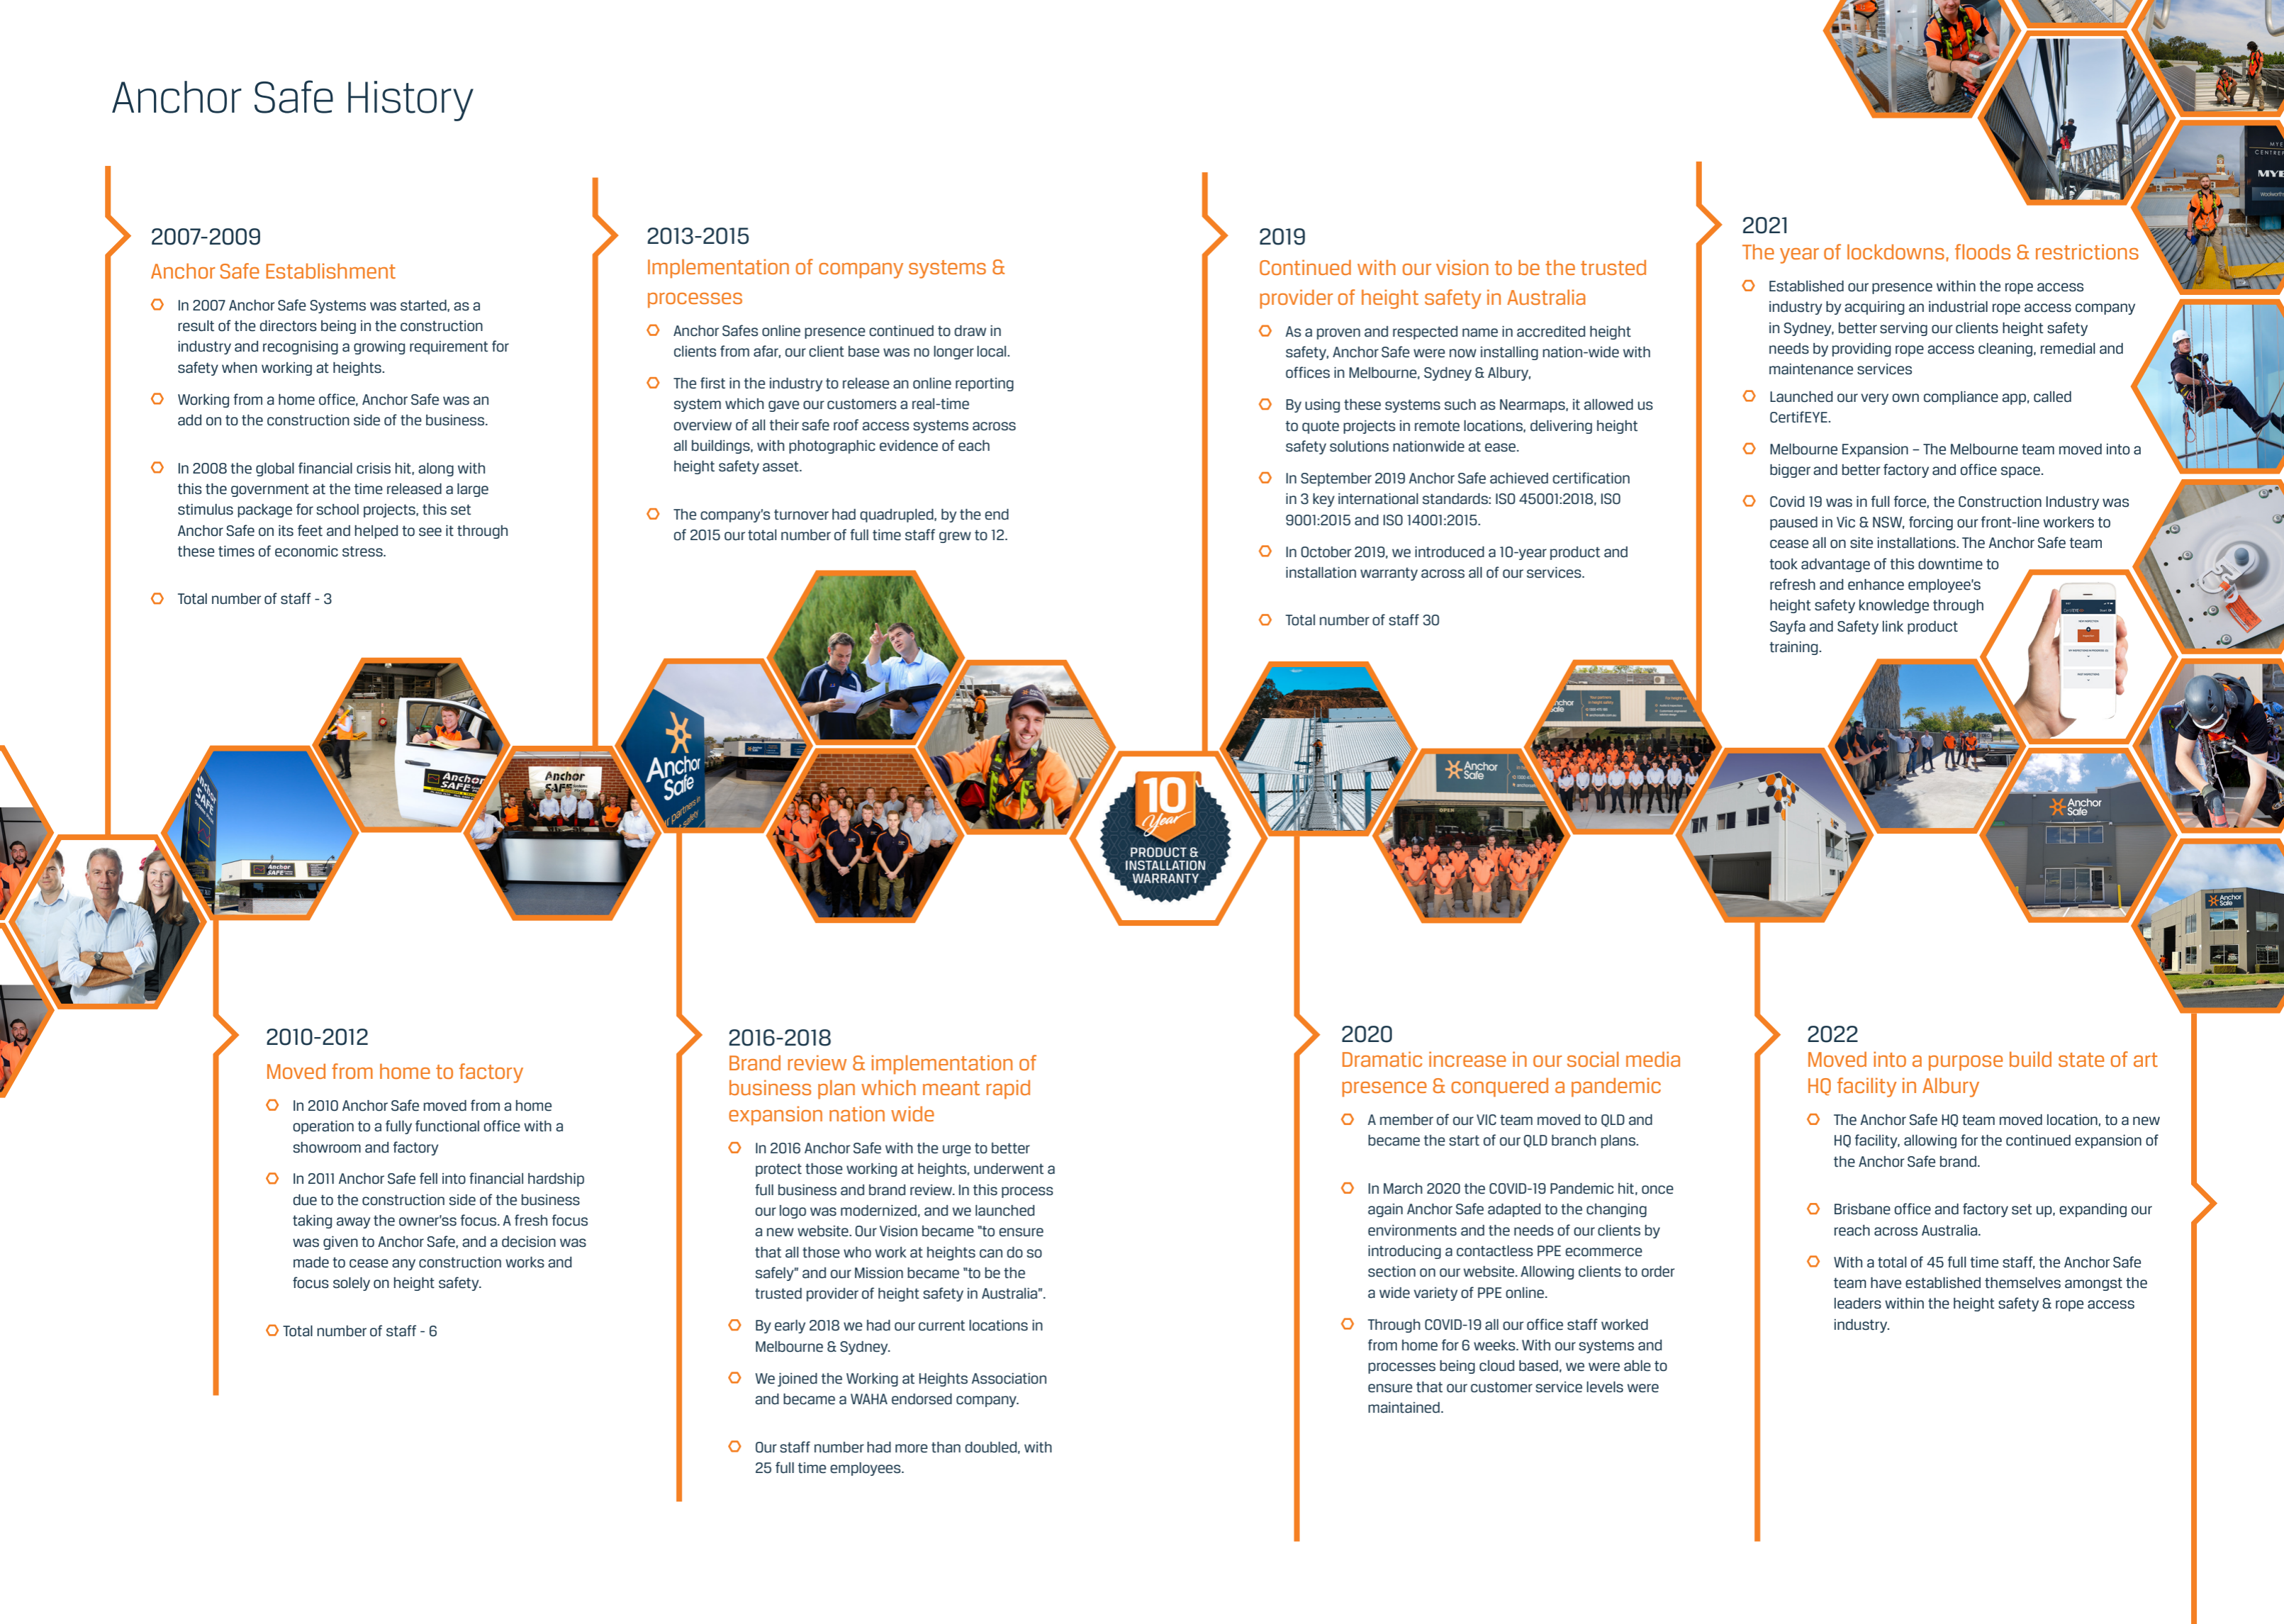 Anchor Safe History
2007-2009
Anchor Safe Establishment
In 2007 Anchor Safe Systems was started, as a
result of the directors being in the construction
industry and recognising a growing requirement for
safety when working at heights.
Working from a home office, Anchor Safe was an
add on to the construction side of the business.
In 2008 the global financial crisis hit, along with
this the government at the time released a large
stimulus package for school projects, this set
Anchor Safe on its feet and helped to see it through
these times of economic stress.
Total number of staff - 3
2013-2015
Implementation of company systems &
processes
Anchor Safes online presence continued to draw in
clients from afar, our client base was no longer local.
The first in the industry to release an online reporting
system which gave our customers a real-time
overview of all their safe roof access systems across
all buildings, with photographic evidence of each
height safety asset.
The company's turnover had quadrupled, by the end
of 2015 our total number of full time staff grew to 12.
2019
Continued with our vision to be the trusted
provider of height safety in Australia
As a proven and respected name in accredited height
safety, Anchor Safe were now installing nation-wide with
offices in Melbourne, Sydney & Albury,
By using these systems such as Nearmaps, it allowed us
to quote projects in remote locations, delivering height
safety solutions nationwide at ease.
In September 2019 Anchor Safe achieved certification
in 3 key international standards: ISO 45001:2018, ISO
9001:2015 and ISO 14001:2015.
In October 2019, we introduced a 10-year product and
installation warranty across all of our services.
Total number of staff 30
2021
The year of lockdowns, floods & restrictions
Established our presence within the rope access
industry by acquiring an industrial rope access company
in Sydney, better serving our clients height safety
needs by providing rope access cleaning, remedial and
maintenance services
Launched our very own compliance app, called
CertifEYE.
Melbourne Expansion – The Melbourne team moved into a
bigger and better factory and office space.
Covid 19 was in full force, the Construction Industry was
paused in Vic & NSW, forcing our front-line workers to
cease all on site installations. The Anchor Safe team
took advantage of this downtime to
refresh and enhance employee's
height safety knowledge through
Sayfa and Safety link product
training.
MYE
CENTRE
MYE
Anchor
SAFE
Anchor
SAFE
Anchor
SAFE
Anchor
Safe
10
Year
PRODUCT &
INSTALLATION
WARRANTY
Anchor
Safe
Anchor
Safe
Anchor
Safe
2010-2012
Moved from home to factory
In 2010 Anchor Safe moved from a home
operation to a fully functional office with a
showroom and factory
In 2011 Anchor Safe fell into financial hardship
due to the construction side of the business
taking away the owner'ss focus. A fresh focus
was given to Anchor Safe, and a decision was
made to cease any construction works and
focus solely on height safety.
Total number of staff - 6
2016-2018
Brand review & implementation of
business plan which meant rapid
expansion nation wide
In 2016 Anchor Safe with the urge to better
protect those working at heights, underwent a
full business and brand review. In this process
our logo was modernized, and we launched
a new website. Our Vision became "to ensure
that all those who work at heights can do so
safely" and our Mission became "to be the
trusted provider of height safety in Australia".
By early 2018 we had our current locations in
Melbourne & Sydney.
We joined the Working at Heights Association
and became a WAHA endorsed company.
Our staff number had more than doubled, with
25 full time employees.
2020
Dramatic increase in our social media
presence & conquered a pandemic
A member of our VIC team moved to QLD and
became the start of our QLD branch plans.
In March 2020 the COVID-19 Pandemic hit, once
again Anchor Safe adapted to the changing
environments and the needs of our clients by
introducing a contactless PPE ecommerce
section on our website. Allowing clients to order
a wide variety of PPE online.
Through COVID-19 all our office staff worked
from home for 6 weeks. With our systems and
processes being cloud based, we were able to
ensure that our customer service levels were
maintained.
2022
Moved into a purpose build state of art
HQ facility in Albury
The Anchor Safe HQ team moved location, to a new
HQ facility, allowing for the continued expansion of
the Anchor Safe brand.
Brisbane office and factory set up, expanding our
reach across Australia.
With a total of 45 full time staff, the Anchor Safe
team have established themselves amongst the
leaders within the height safety & rope access
industry.